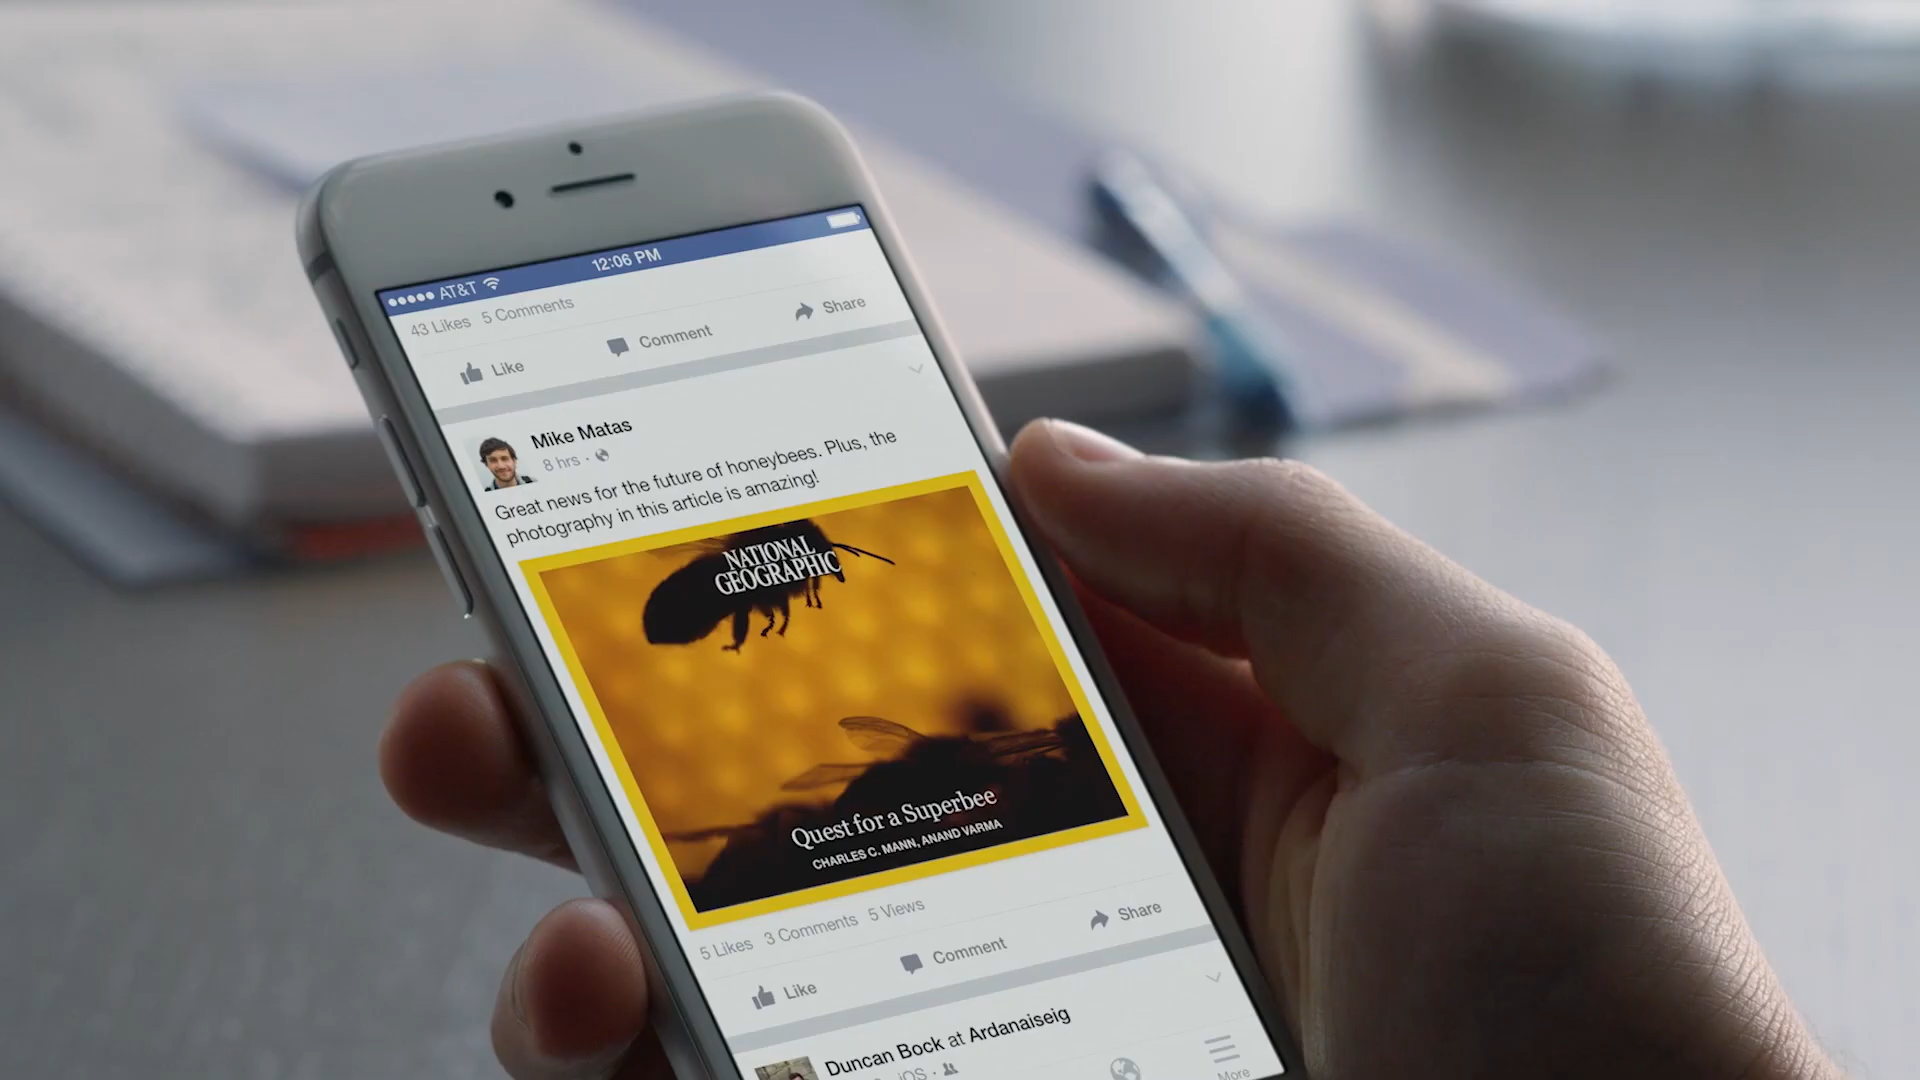 AT&T 12:06 PM
43 Likes 5 Comments
Like Comment Share
Mike Matas
8 hrs ·
Great news for the future of honeybees. Plus, the
photography in this article is amazing!
NATIONAL
GEOGRAPHIC
Quest for a Superbee
CHARLES C. MANN, ANAND VARMA
5 Likes 3 Comments 5 Views
Like Comment Share
Duncan Bock at Ardanaiseig
iOS ·
More